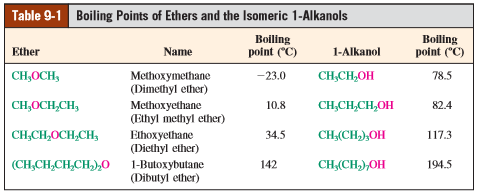 Table 9-1 Boiling Points of Ethers and the Isomeric 1-Alkanols
Ether Name Boiling point (°C) 1-Alkanol Boiling point (°C)
CH₃OCH₃ Methoxymethane −23.0 CH₃CH₂OH 78.5
(Dimethyl ether)
CH₃OCH₂CH₃ Methoxyethane 10.8 CH₃CH₂CH₂OH 82.4
(Ethyl methyl ether)
CH₃CH₂OCH₂CH₃ Ethoxyethane 34.5 CH₃(CH₂)₃OH 117.3
(Diethyl ether)
(CH₃CH₂CH₂CH₂)₂O 1-Butoxybutane 142 CH₃(CH₂)₇OH 194.5
(Dibutyl ether)